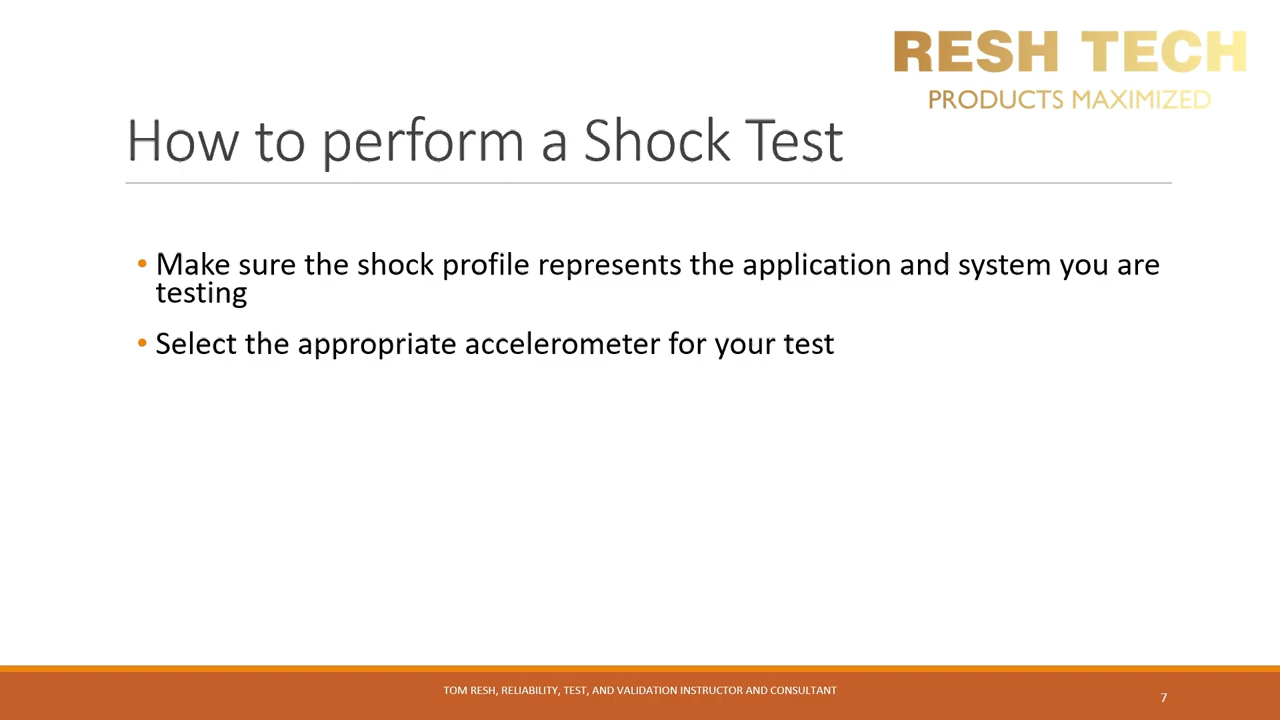 RESH TECH
PRODUCTS MAXIMIZED
How to perform a Shock Test
• Make sure the shock profile represents the application and system you are
testing
• Select the appropriate accelerometer for your test
TOM RESH, RELIABILITY, TEST, AND VALIDATION INSTRUCTOR AND CONSULTANT
7